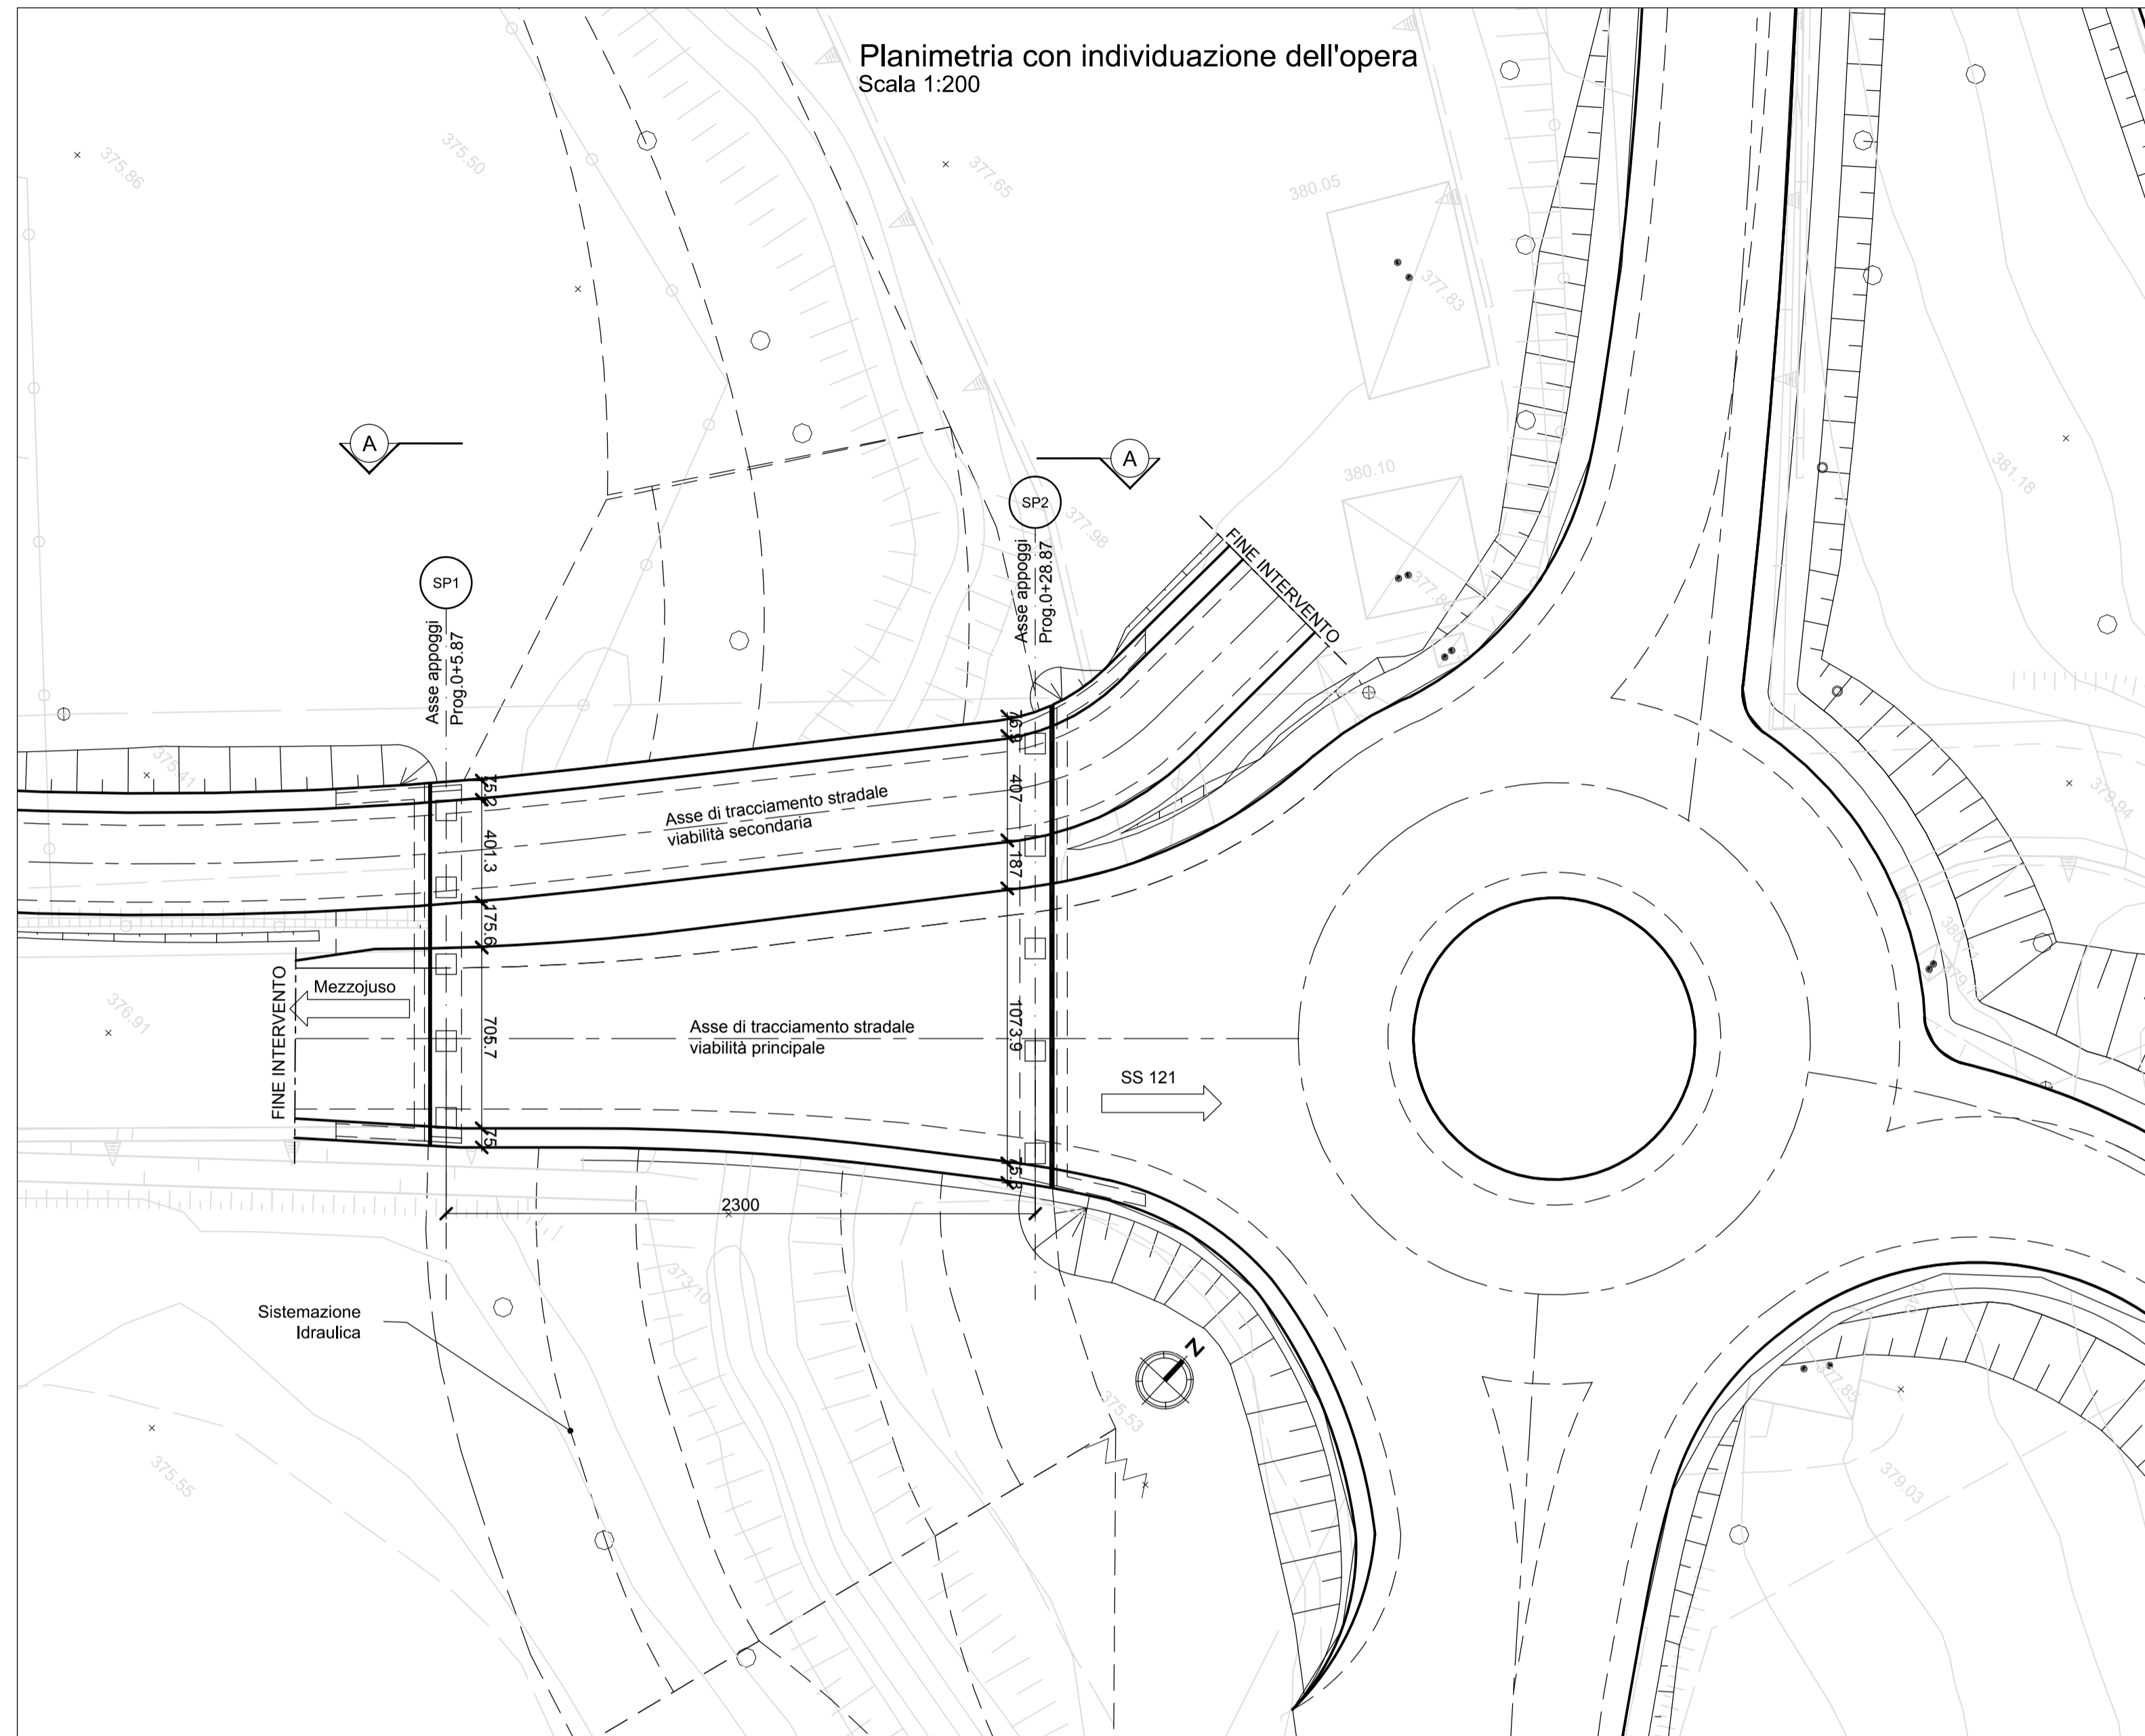 Planimetria con individuazione dell'opera
Scala 1:200
375.86
375.50
377.65
380.05
377.83
A
A
380.10
381.18
SP2
377.98
Asse appoggi
Prog.0+28.87
FINE INTERVENTO
SP1
Asse appoggi
Prog.0+5.87
375.41
379.94
75.2
401.3
175.6
705.7
75
76.9
407
187
1073.9
75.8
Asse di tracciamento stradale
viabilità secondaria
376.91
FINE INTERVENTO
Mezzojuso
Asse di tracciamento stradale
viabilità principale
SS 121
2300
373.10
Sistemazione
Idraulica
N
375.53
377.85
375.55
379.03